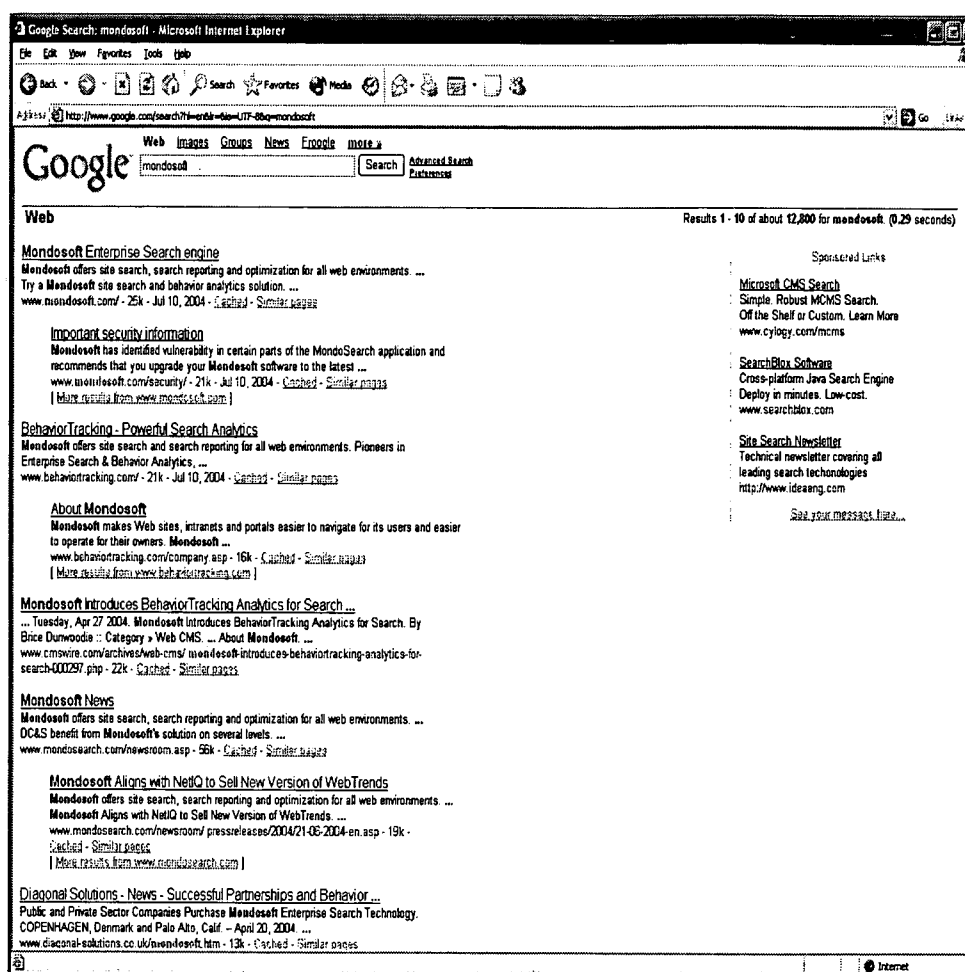 Google Search: mondosoft - Microsoft Internet Explorer
File Edit View Favorites Tools Help
Back Search Favorites Media
Address http://www.google.com/search?hl=en&lr=&ie=UTF-8&q=mondosoft Go Links
Google Web Images Groups News Froogle more »
mondosoft Search Advanced Search
Preferences
Web Results 1 - 10 of about 12,800 for mondosoft. (0.29 seconds)
Mondosoft Enterprise Search engine
Mondosoft offers site search, search reporting and optimization for all web environments. ...
Try a Mondosoft site search and behavior analytics solution. ...
www.mondosoft.com/ - 25k - Jul 10, 2004 - Cached - Similar pages
Important security information
Mondosoft has identified vulnerability in certain parts of the MondoSearch application and
recommends that you upgrade your Mondosoft software to the latest ...
www.mondosoft.com/security/ - 21k - Jul 10, 2004 - Cached - Similar pages
[ More results from www.mondosoft.com ]
BehaviorTracking - Powerful Search Analytics
Mondosoft offers site search and search reporting for all web environments. Pioneers in
Enterprise Search & Behavior Analytics, ...
www.behaviortracking.com/ - 21k - Jul 10, 2004 - Cached - Similar pages
About Mondosoft
Mondosoft makes Web sites, intranets and portals easier to navigate for its users and easier
to operate for their owners. Mondosoft ...
www.behaviortracking.com/company.asp - 16k - Cached - Similar pages
[ More results from www.behaviortracking.com ]
Mondosoft Introduces BehaviorTracking Analytics for Search ...
... Tuesday, Apr 27 2004. Mondosoft Introduces BehaviorTracking Analytics for Search. By
Brice Dunwoodie :: Category » Web CMS. ... About Mondosoft. ...
www.cmswire.com/archives/web-cms/ mondosoft-introduces-behaviortracking-analytics-for-
search-000297.php - 22k - Cached - Similar pages
Mondosoft News
Mondosoft offers site search, search reporting and optimization for all web environments. ...
DC&S benefit from Mondosoft's solution on several levels. ...
www.mondosearch.com/newsroom.asp - 56k - Cached - Similar pages
Mondosoft Aligns with NetIQ to Sell New Version of WebTrends
Mondosoft offers site search, search reporting and optimization for all web environments. ...
Mondosoft Aligns with NetIQ to Sell New Version of WebTrends. ...
www.mondosearch.com/newsroom/ pressreleases/2004/21-06-2004-en.asp - 19k -
Cached - Similar pages
[ More results from www.mondosearch.com ]
Diagonal Solutions - News - Successful Partnerships and Behavior ...
Public and Private Sector Companies Purchase Mondosoft Enterprise Search Technology.
COPENHAGEN, Denmark and Palo Alto, Calif. – April 20, 2004. ...
www.diagonal-solutions.co.uk/mondosoft.htm - 13k - Cached - Similar pages
Sponsored Links
Microsoft CMS Search
Simple. Robust MCMS Search.
Off the Shelf or Custom. Learn More
www.cylogy.com/mcms
SearchBlox Software
Cross-platform Java Search Engine
Deploy in minutes. Low-cost.
www.searchblox.com
Site Search Newsletter
Technical newsletter covering all
leading search techonologies
http://www.ideaeng.com
See your message here...
Internet